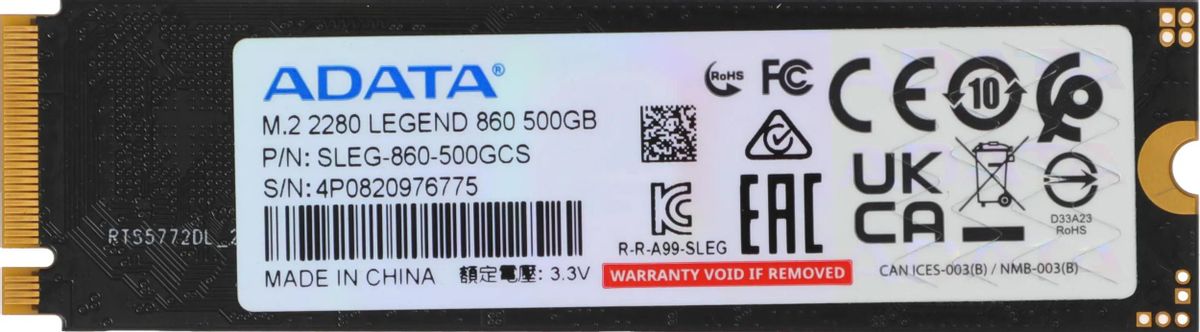 ADATA®
M.2 2280 LEGEND 860 500GB
P/N: SLEG-860-500GCS
S/N: 4P0820976775
MADE IN CHINA 額定電壓: 3.3V
RoHS
FC
CE
10
UK
CA
EAC
R-R-A99-SLEG
D33A23
RoHS
WARRANTY VOID IF REMOVED
CAN ICES-003(B) / NMB-003(B)
RTS5772DL_2